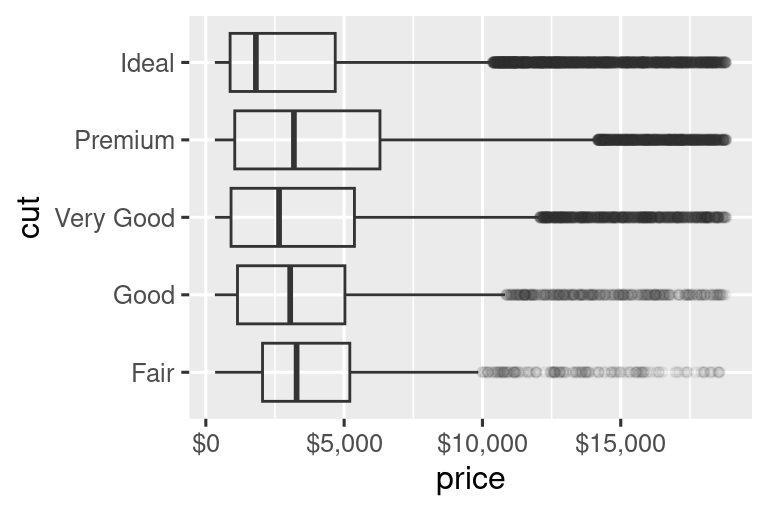 cut
Ideal
Premium
Very Good
Good
Fair
$0 $5,000 $10,000 $15,000
price